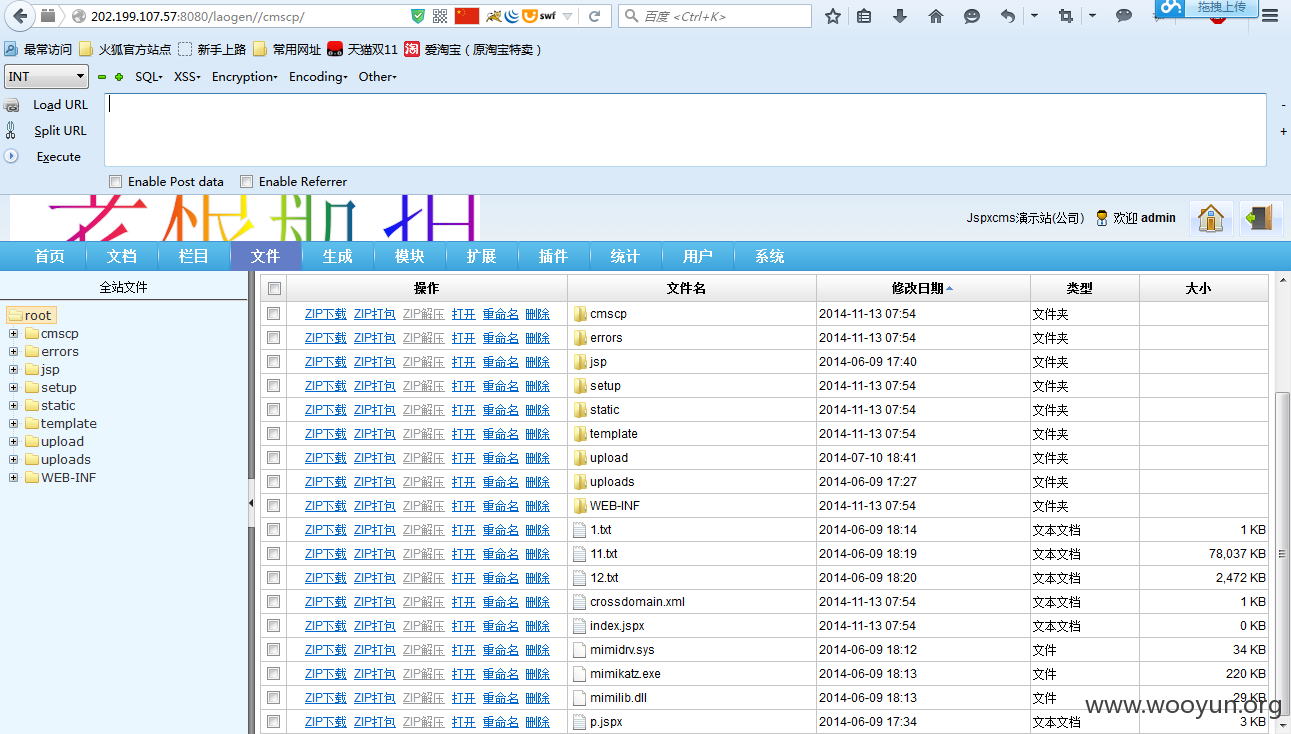 202.199.107.57:8080/laogen//cmscp/
swf
百度 <Ctrl+K>
拖拽上传
最常访问 火狐官方站点 新手上路 常用网址 天猫双11 淘 爱淘宝（原淘宝特卖）
INT SQL XSS Encryption Encoding Other
Load URL
Split URL
Execute
Enable Post data Enable Referrer
Jspxcms演示站(公司) 欢迎 admin
首页 文档 栏目 文件 生成 模块 扩展 插件 统计 用户 系统
全站文件
root
cmscp
errors
jsp
setup
static
template
upload
uploads
WEB-INF
操作 文件名 修改日期 类型 大小
ZIP下载 ZIP打包 ZIP解压 打开 重命名 删除 cmscp 2014-11-13 07:54 文件夹
ZIP下载 ZIP打包 ZIP解压 打开 重命名 删除 errors 2014-11-13 07:54 文件夹
ZIP下载 ZIP打包 ZIP解压 打开 重命名 删除 jsp 2014-06-09 17:40 文件夹
ZIP下载 ZIP打包 ZIP解压 打开 重命名 删除 setup 2014-11-13 07:54 文件夹
ZIP下载 ZIP打包 ZIP解压 打开 重命名 删除 static 2014-11-13 07:54 文件夹
ZIP下载 ZIP打包 ZIP解压 打开 重命名 删除 template 2014-11-13 07:54 文件夹
ZIP下载 ZIP打包 ZIP解压 打开 重命名 删除 upload 2014-07-10 18:41 文件夹
ZIP下载 ZIP打包 ZIP解压 打开 重命名 删除 uploads 2014-06-09 17:27 文件夹
ZIP下载 ZIP打包 ZIP解压 打开 重命名 删除 WEB-INF 2014-11-13 07:54 文件夹
ZIP下载 ZIP打包 ZIP解压 打开 重命名 删除 1.txt 2014-06-09 18:14 文本文档 1 KB
ZIP下载 ZIP打包 ZIP解压 打开 重命名 删除 11.txt 2014-06-09 18:19 文本文档 78,037 KB
ZIP下载 ZIP打包 ZIP解压 打开 重命名 删除 12.txt 2014-06-09 18:20 文本文档 2,472 KB
ZIP下载 ZIP打包 ZIP解压 打开 重命名 删除 crossdomain.xml 2014-11-13 07:54 文本文档 1 KB
ZIP下载 ZIP打包 ZIP解压 打开 重命名 删除 index.jspx 2014-11-13 07:54 文本文档 0 KB
ZIP下载 ZIP打包 ZIP解压 打开 重命名 删除 mimidrv.sys 2014-06-09 18:12 文件 34 KB
ZIP下载 ZIP打包 ZIP解压 打开 重命名 删除 mimikatz.exe 2014-06-09 18:13 文件 220 KB
ZIP下载 ZIP打包 ZIP解压 打开 重命名 删除 mimilib.dll 2014-06-09 18:13 文件 29 KB
ZIP下载 ZIP打包 ZIP解压 打开 重命名 删除 p.jspx 2014-06-09 17:34 文本文档 3 KB
www.wooyun.org